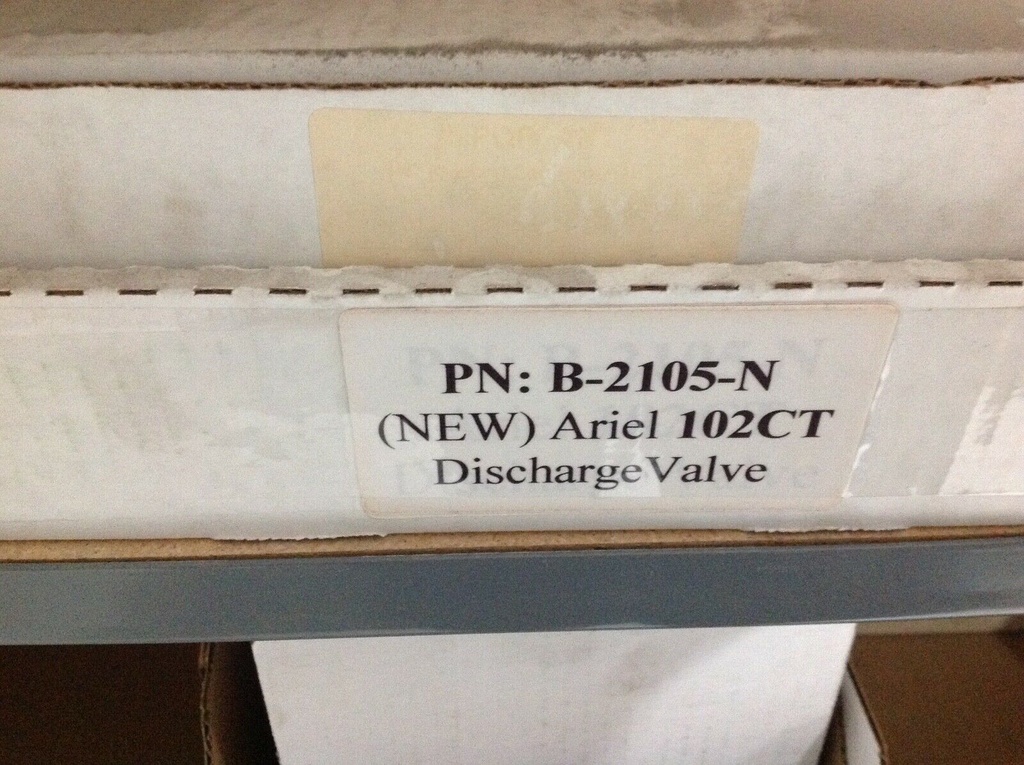 PN: B-2105-N
(NEW) Ariel 102CT
DischargeValve